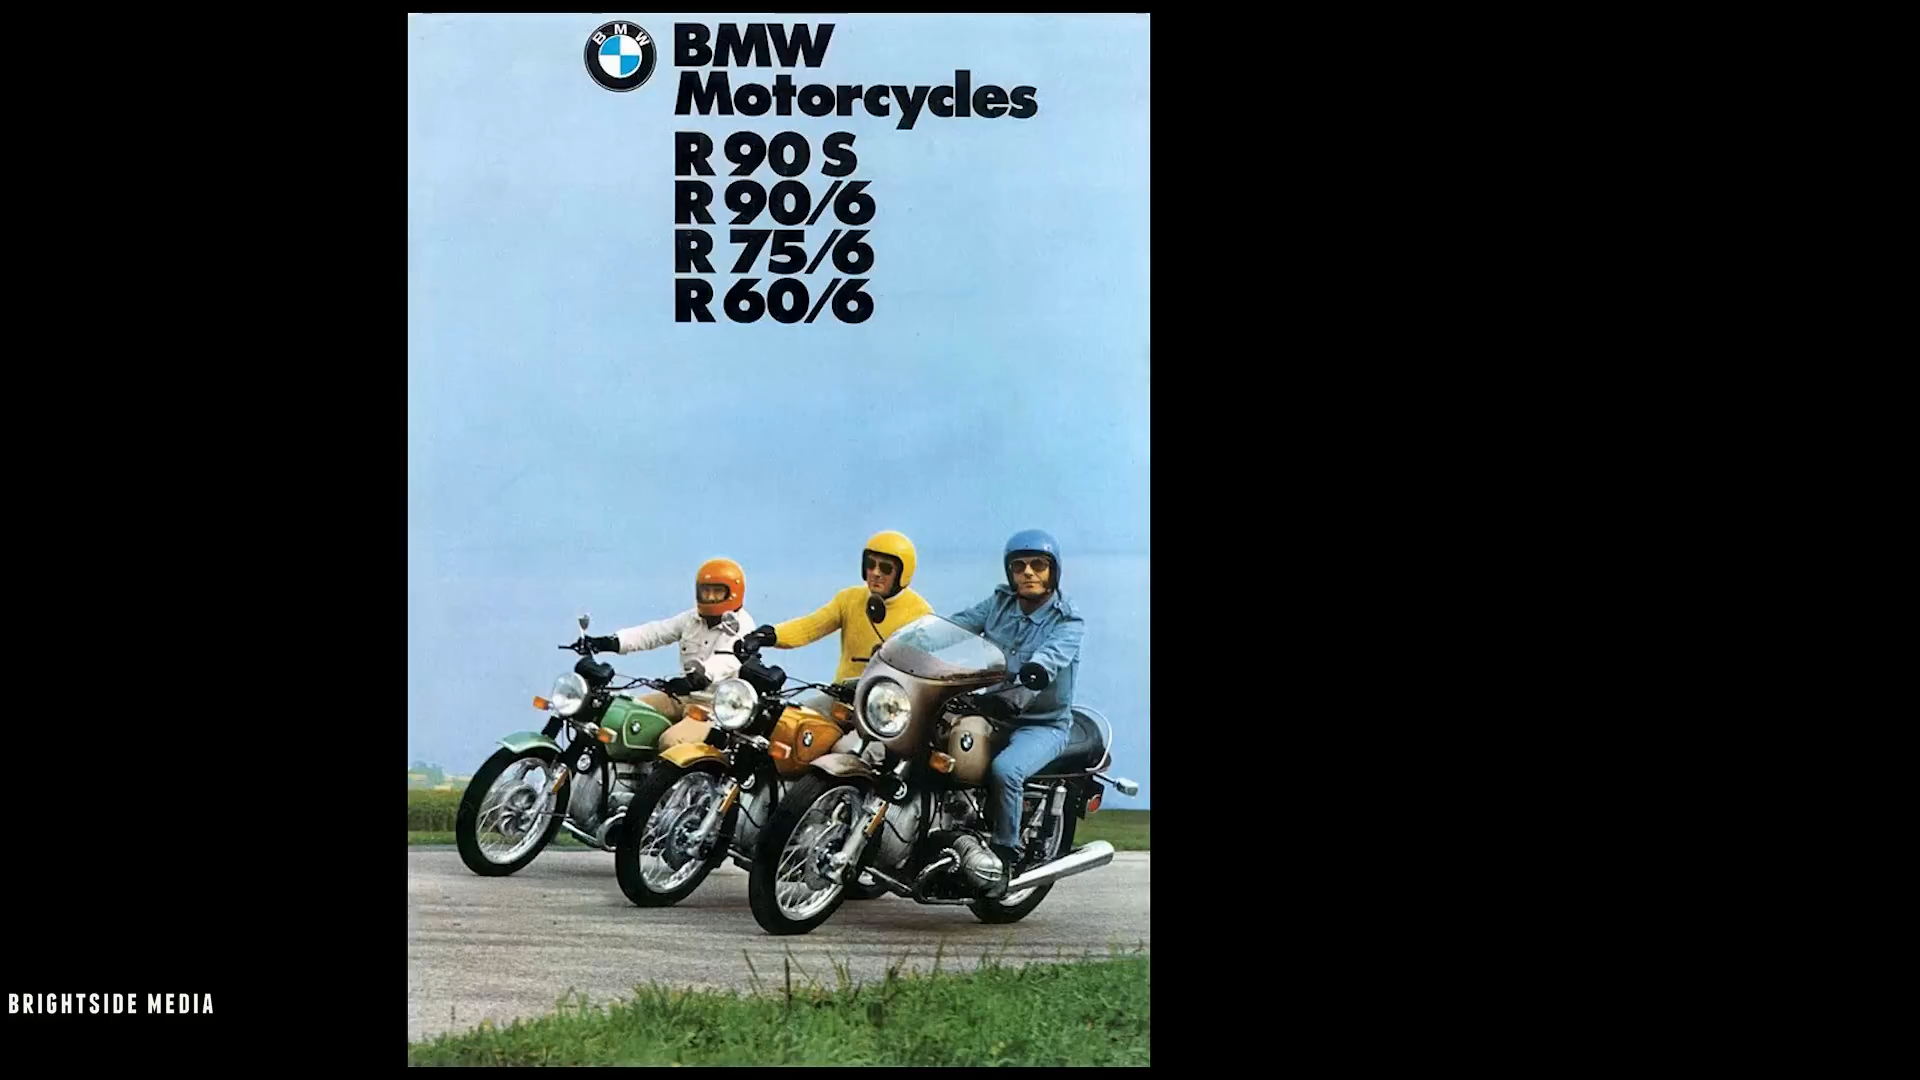 BMW
BMW
Motorcycles
R 90 S
R 90/6
R 75/6
R 60/6
BRIGHTSIDE MEDIA